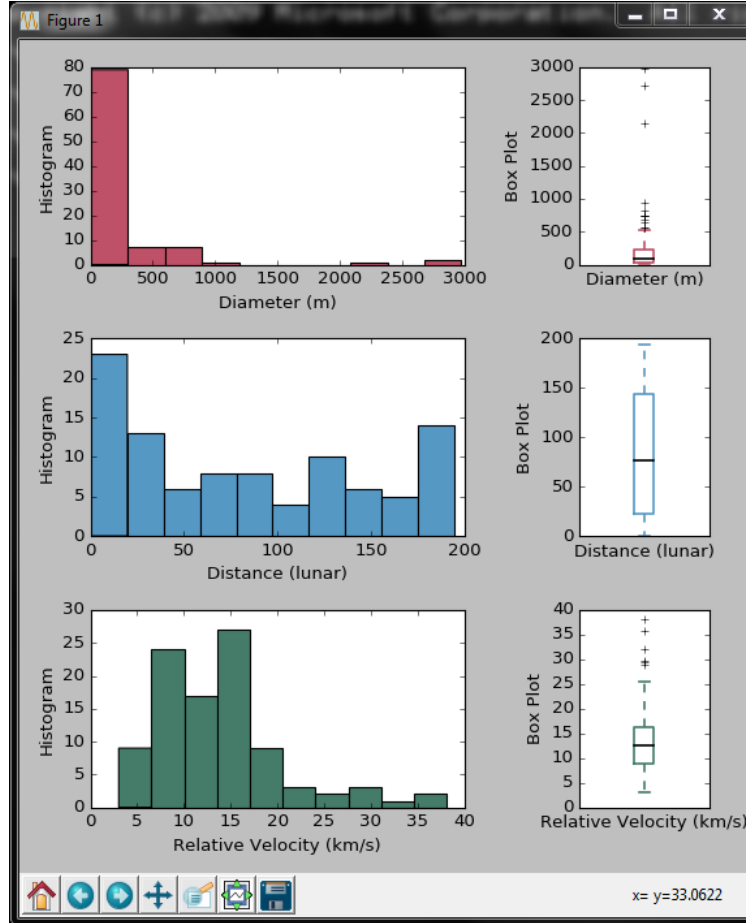 (c) 2009 Microsoft Corporation.
Figure 1
80
70
60
50
40
30
20
10
0
Histogram
0 500 1000 1500 2000 2500 3000
Diameter (m)
3000
2500
2000
1500
1000
500
0
Box Plot
Diameter (m)
25
20
15
10
5
0
Histogram
0 50 100 150 200
Distance (lunar)
200
150
100
50
0
Box Plot
Distance (lunar)
30
25
20
15
10
5
0
Histogram
0 5 10 15 20 25 30 35 40
Relative Velocity (km/s)
40
35
30
25
20
15
10
5
0
Box Plot
Relative Velocity (km/s)
x= y=33.0622